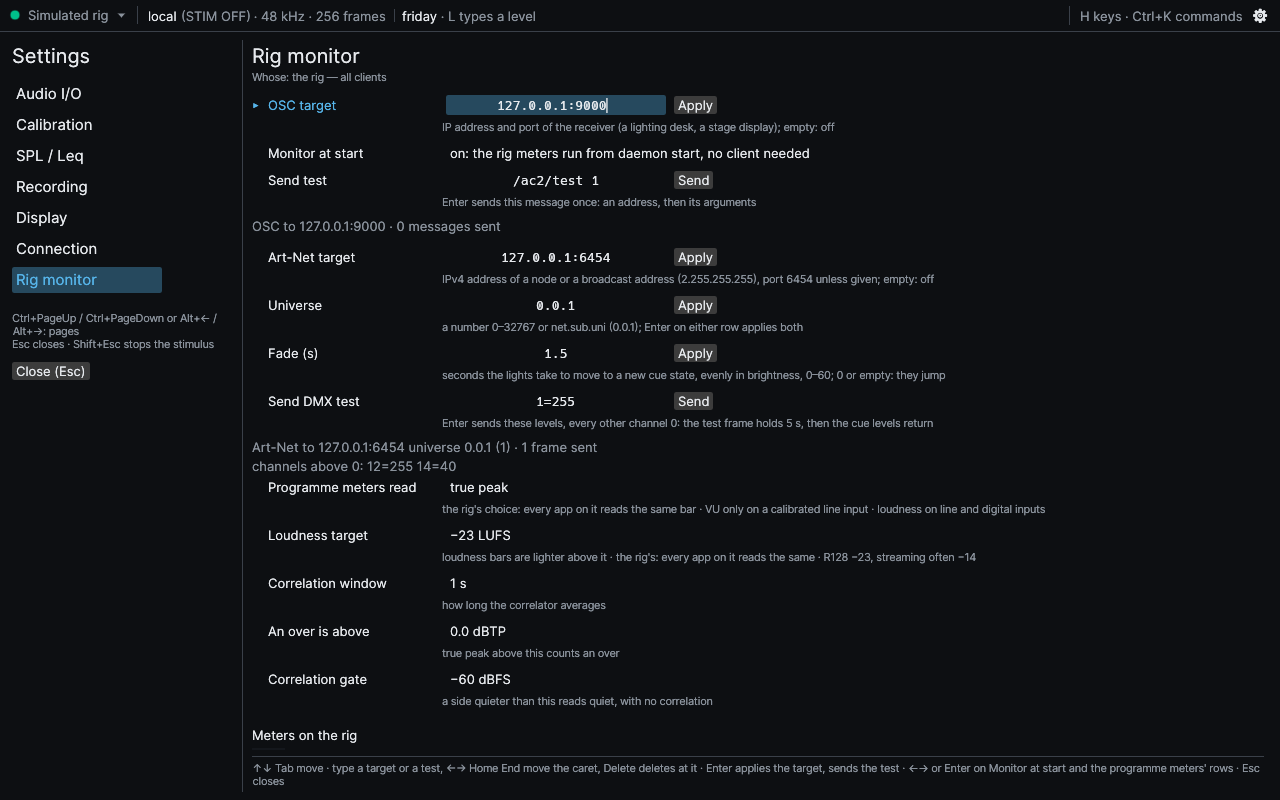 Simulated rig
local (STIM OFF) · 48 kHz · 256 frames
friday · L types a level
H keys · Ctrl+K commands
Settings
Audio I/O
Calibration
SPL / Leq
Recording
Display
Connection
Rig monitor
Ctrl+PageUp / Ctrl+PageDown or Alt+← /
Alt+→: pages
Esc closes · Shift+Esc stops the stimulus
Close (Esc)
Rig monitor
Whose: the rig — all clients
▸ OSC target 127.0.0.1:9000 Apply
IP address and port of the receiver (a lighting desk, a stage display); empty: off
Monitor at start on: the rig meters run from daemon start, no client needed
Send test /ac2/test 1 Send
Enter sends this message once: an address, then its arguments
OSC to 127.0.0.1:9000 · 0 messages sent
Art-Net target 127.0.0.1:6454 Apply
IPv4 address of a node or a broadcast address (2.255.255.255), port 6454 unless given; empty: off
Universe 0.0.1 Apply
a number 0–32767 or net.sub.uni (0.0.1); Enter on either row applies both
Fade (s) 1.5 Apply
seconds the lights take to move to a new cue state, evenly in brightness, 0–60; 0 or empty: they jump
Send DMX test 1=255 Send
Enter sends these levels, every other channel 0: the test frame holds 5 s, then the cue levels return
Art-Net to 127.0.0.1:6454 universe 0.0.1 (1) · 1 frame sent
channels above 0: 12=255 14=40
Programme meters read true peak
the rig's choice: every app on it reads the same bar · VU only on a calibrated line input · loudness on line and digital inputs
Loudness target −23 LUFS
loudness bars are lighter above it · the rig's: every app on it reads the same · R128 −23, streaming often −14
Correlation window 1 s
how long the correlator averages
An over is above 0.0 dBTP
true peak above this counts an over
Correlation gate −60 dBFS
a side quieter than this reads quiet, with no correlation
Meters on the rig
↑↓ Tab move · type a target or a test, ←→ Home End move the caret, Delete deletes at it · Enter applies the target, sends the test · ←→ or Enter on Monitor at start and the programme meters' rows · Esc
closes